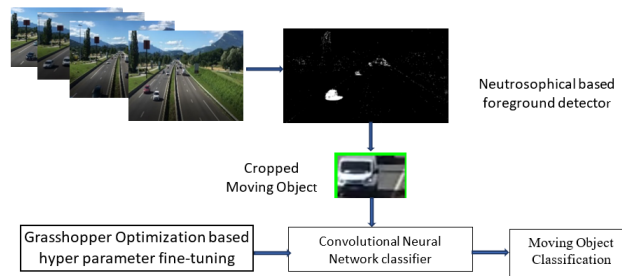 Neutrosophical based
foreground detector
Cropped
Moving Object
Grasshopper Optimization based
hyper parameter fine-tuning
Convolutional Neural
Network classifier
Moving Object
Classification